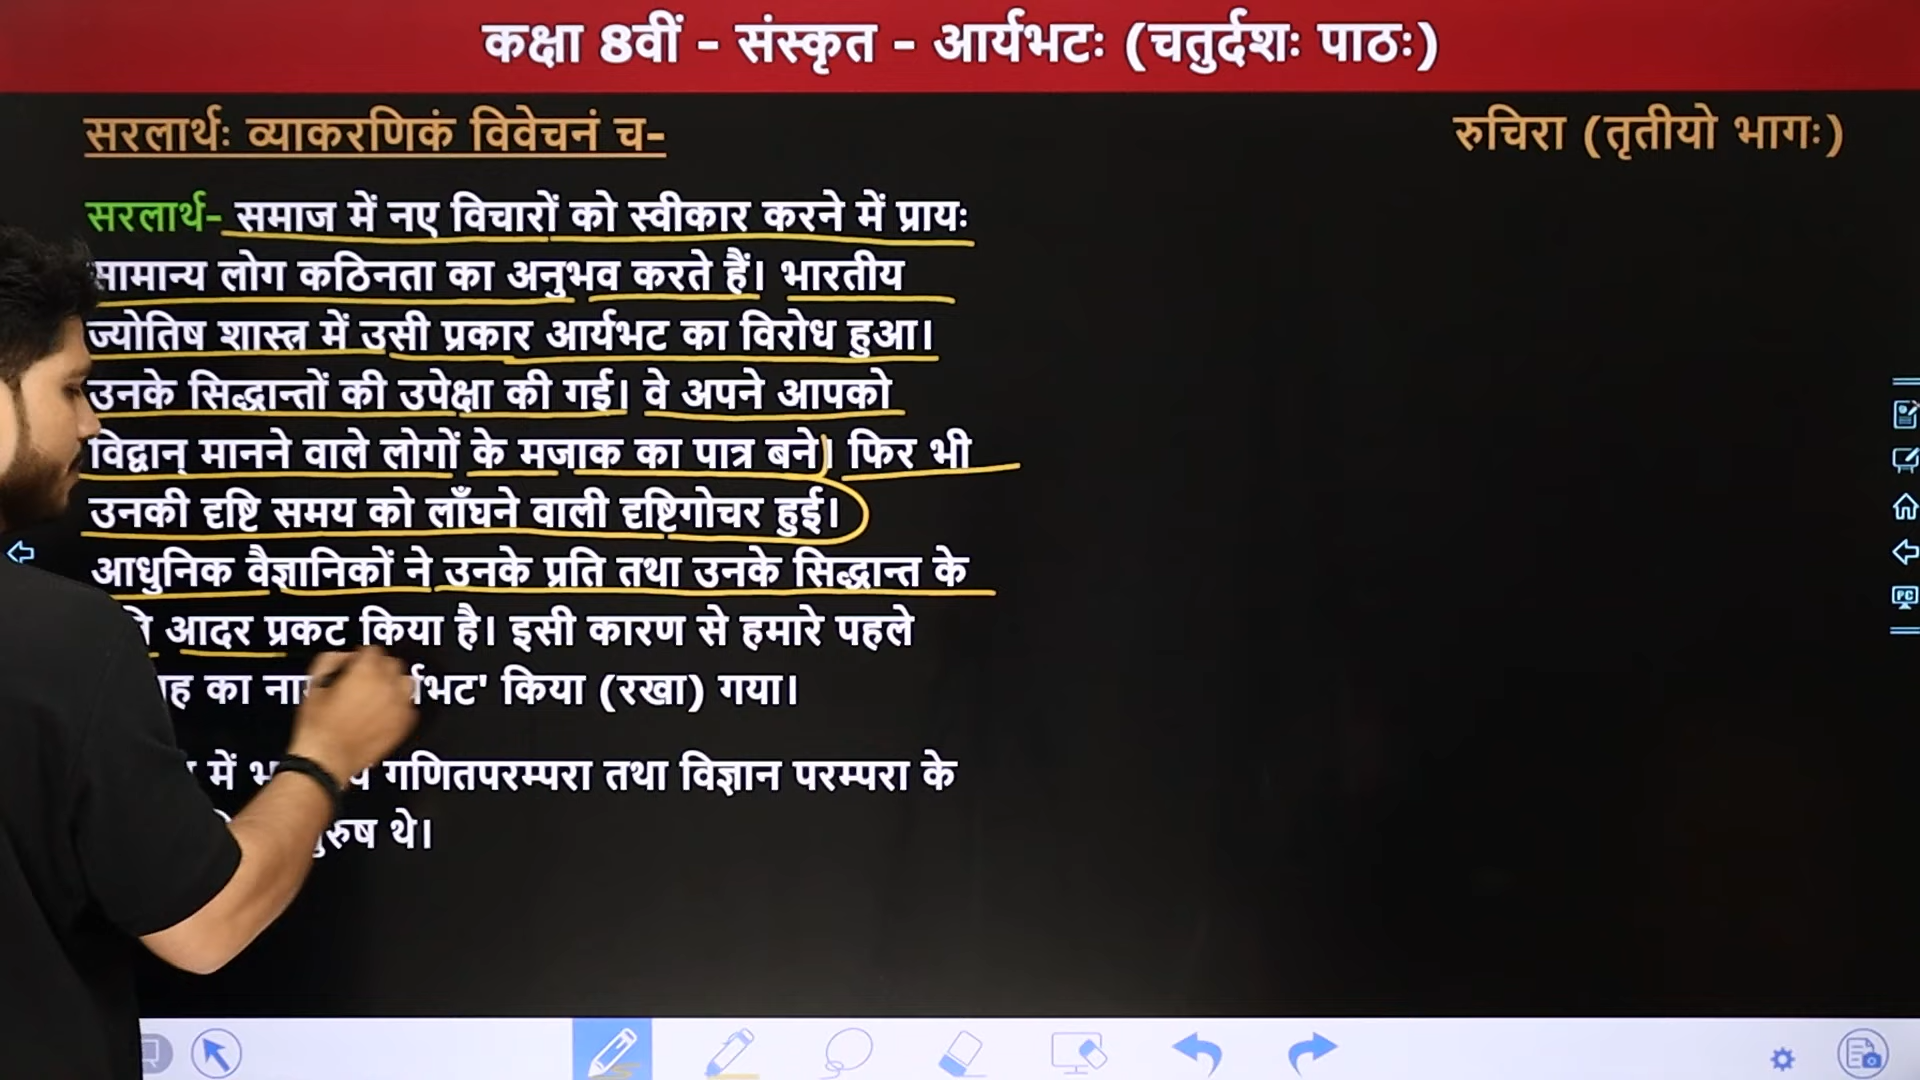 कक्षा 8वीं - संस्कृत - आर्यभटः (चतुर्दशः पाठः)
सरलार्थः व्याकरणिकं विवेचनं च-
रुचिरा (तृतीयो भागः)
सरलार्थ- समाज में नए विचारों को स्वीकार करने में प्रायः
सामान्य लोग कठिनता का अनुभव करते हैं। भारतीय
ज्योतिष शास्त्र में उसी प्रकार आर्यभट का विरोध हुआ।
उनके सिद्धान्तों की उपेक्षा की गई। वे अपने आपको
विद्वान् मानने वाले लोगों के मजाक का पात्र बने। फिर भी
उनकी दृष्टि समय को लाँघने वाली दृष्टिगोचर हुई।
आधुनिक वैज्ञानिकों ने उनके प्रति तथा उनके सिद्धान्त के
आदर प्रकट किया है। इसी कारण से हमारे पहले
का किया (रखा) गया।
में गणितपरम्परा तथा विज्ञान परम्परा के
थे।
PC